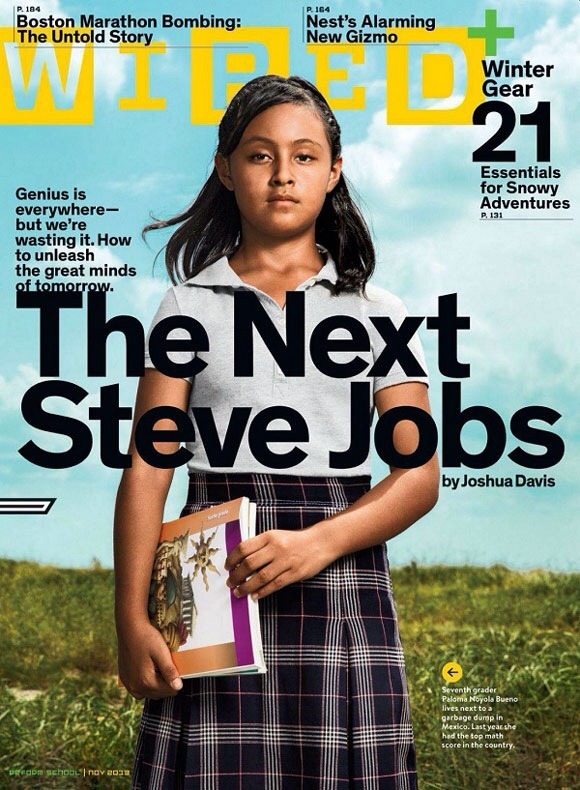 P. 184
Boston Marathon Bombing:
The Untold Story
P. 164
Nest's Alarming
New Gizmo
WIRED
+
Winter
Gear
21
Essentials
for Snowy
Adventures
P. 131
Genius is
everywhere—
but we're
wasting it. How
to unleash
the great minds
of tomorrow.
The Next
Steve Jobs
by Joshua Davis
Seventh grader
Paloma Noyola Bueno
lives next to a
garbage dump in
Mexico. Last year she
had the top math
score in the country.
| NOV 2013